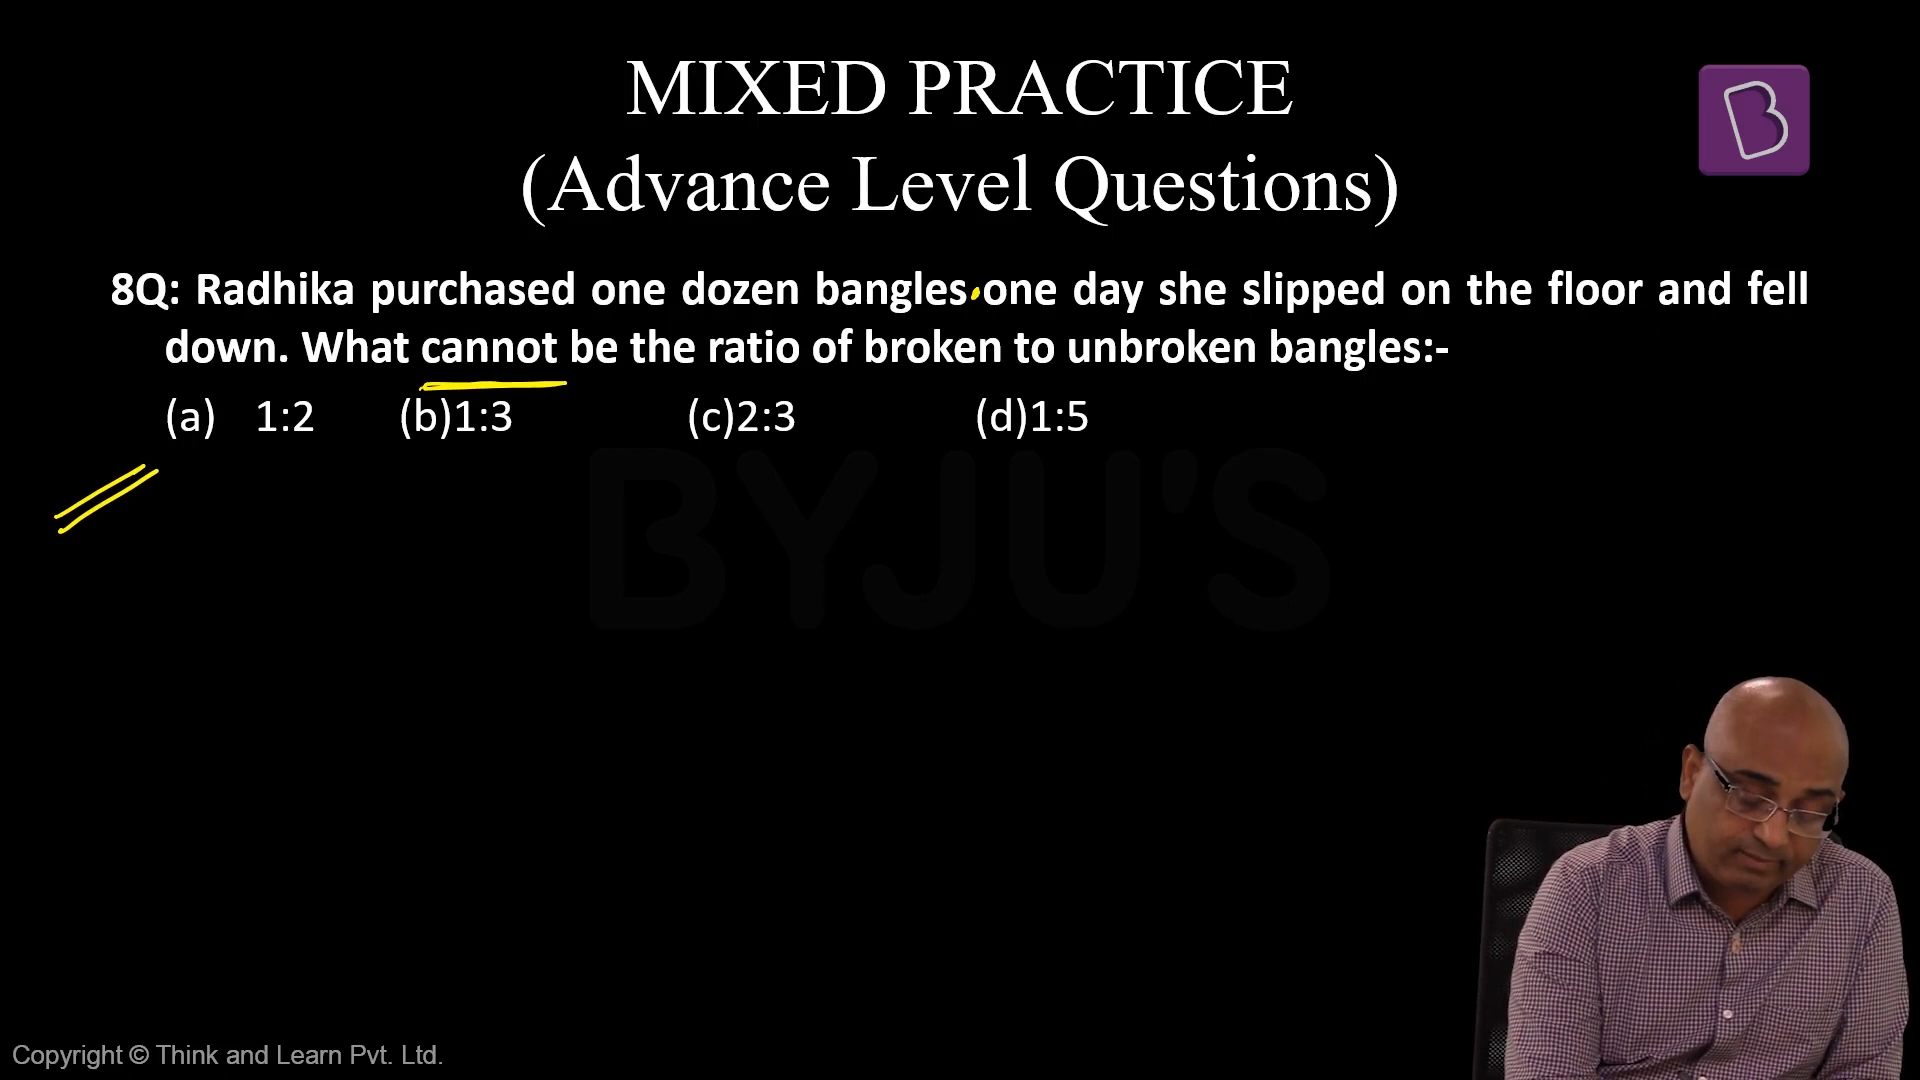 MIXED PRACTICE
(Advance Level Questions)
8Q: Radhika purchased one dozen bangles.one day she slipped on the floor and fell
down. What cannot be the ratio of broken to unbroken bangles:-
(a) 1:2 (b)1:3 (c)2:3 (d)1:5
BYJU'S
Copyright © Think and Learn Pvt. Ltd.